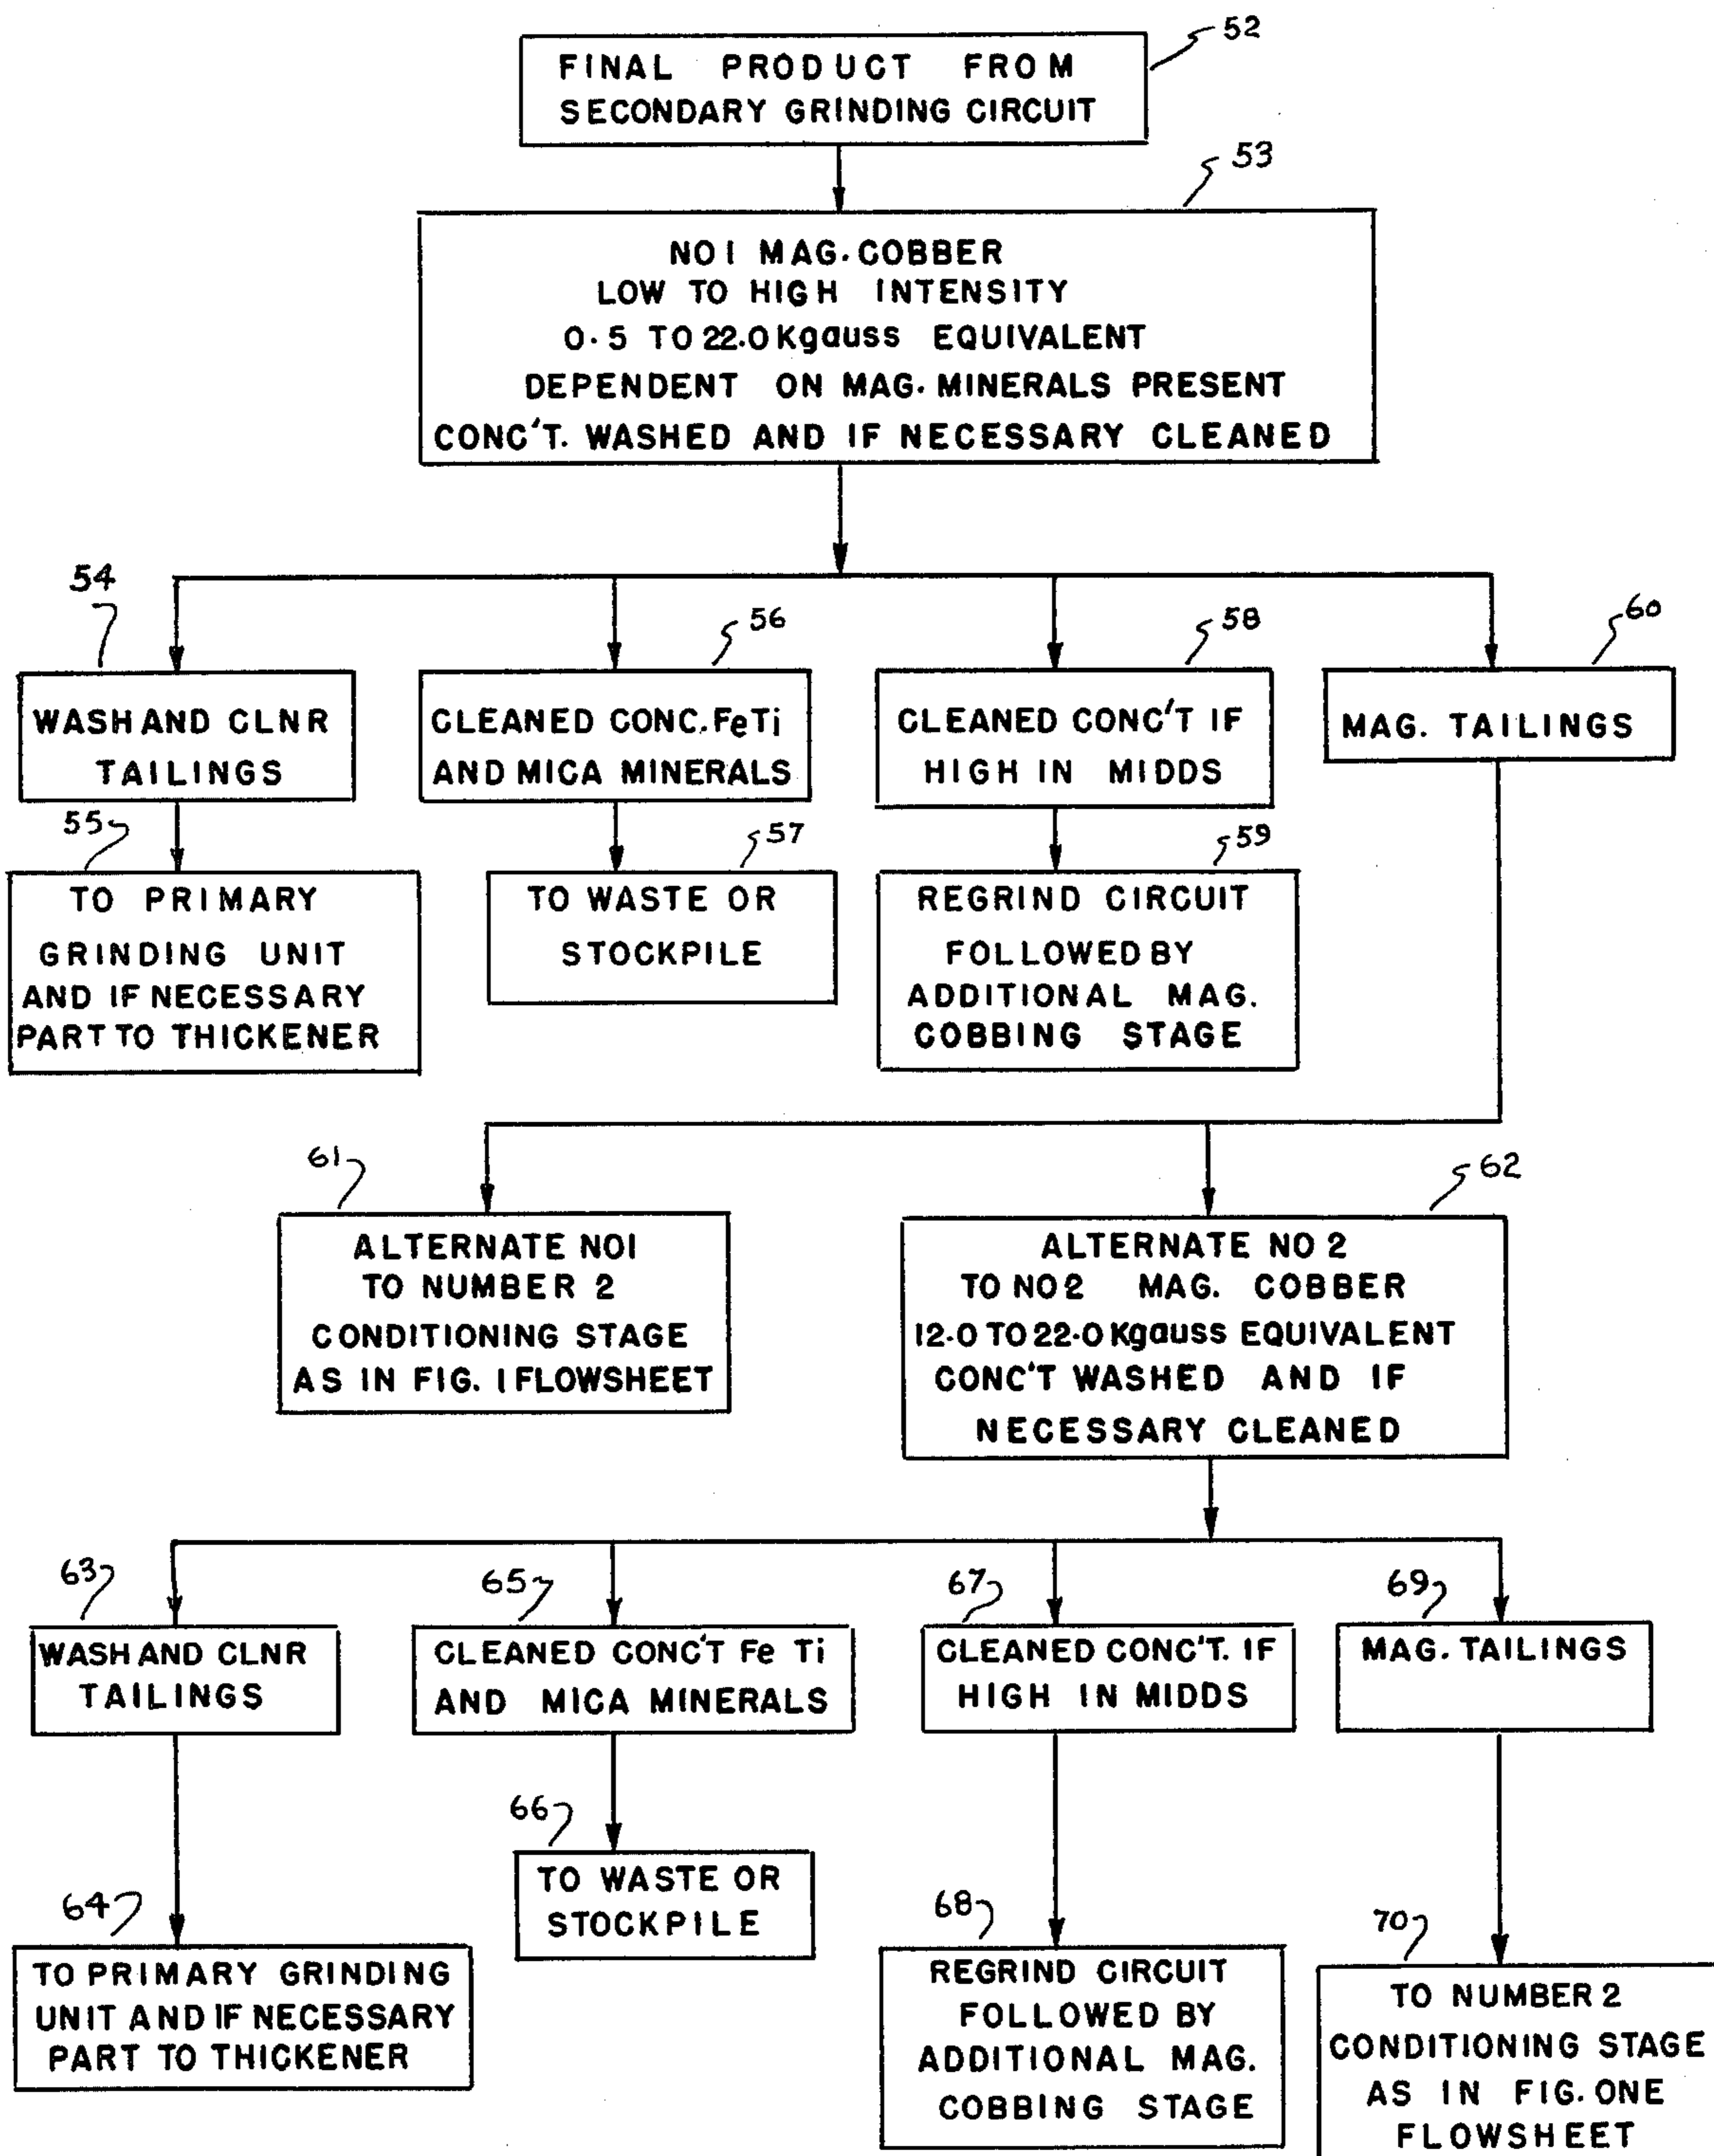 52
FINAL PRODUCT FROM
SECONDARY GRINDING CIRCUIT
53
NO1 MAG. COBBER
LOW TO HIGH INTENSITY
0.5 TO 22.0 Kgauss EQUIVALENT
DEPENDENT ON MAG. MINERALS PRESENT
CONC'T. WASHED AND IF NECESSARY CLEANED
54
WASH AND CLNR
TAILINGS
55
TO PRIMARY
GRINDING UNIT
AND IF NECESSARY
PART TO THICKENER
56
CLEANED CONC. FeTi
AND MICA MINERALS
57
TO WASTE OR
STOCKPILE
58
CLEANED CONC'T IF
HIGH IN MIDDS
59
REGRIND CIRCUIT
FOLLOWED BY
ADDITIONAL MAG.
COBBING STAGE
60
MAG. TAILINGS
61
ALTERNATE NO1
TO NUMBER 2
CONDITIONING STAGE
AS IN FIG. 1 FLOWSHEET
62
ALTERNATE NO 2
TO NO2 MAG. COBBER
12.0 TO 22.0 Kgauss EQUIVALENT
CONC'T WASHED AND IF
NECESSARY CLEANED
63
WASH AND CLNR
TAILINGS
64
TO PRIMARY GRINDING
UNIT AND IF NECESSARY
PART TO THICKENER
65
CLEANED CONC'T Fe Ti
AND MICA MINERALS
66
TO WASTE OR
STOCKPILE
67
CLEANED CONC'T. IF
HIGH IN MIDDS
68
REGRIND CIRCUIT
FOLLOWED BY
ADDITIONAL MAG.
COBBING STAGE
69
MAG. TAILINGS
70
TO NUMBER 2
CONDITIONING STAGE
AS IN FIG. ONE
FLOWSHEET